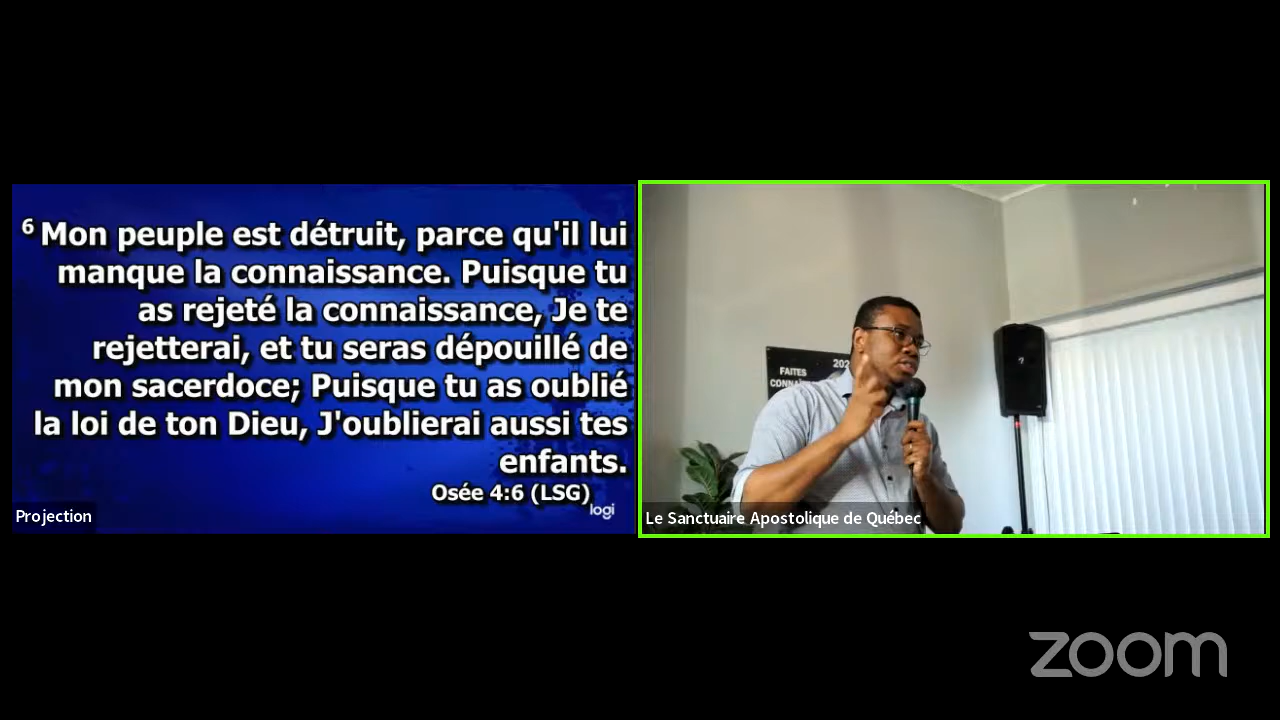 6 Mon peuple est détruit, parce qu'il lui
manque la connaissance. Puisque tu
as rejeté la connaissance, Je te
rejetterai, et tu seras dépouillé de
mon sacerdoce; Puisque tu as oublié
la loi de ton Dieu, J'oublierai aussi tes
enfants.
Osée 4:6 (LSG)
logi
Projection
FAITES
202
Le Sanctuaire Apostolique de Québec
zoom